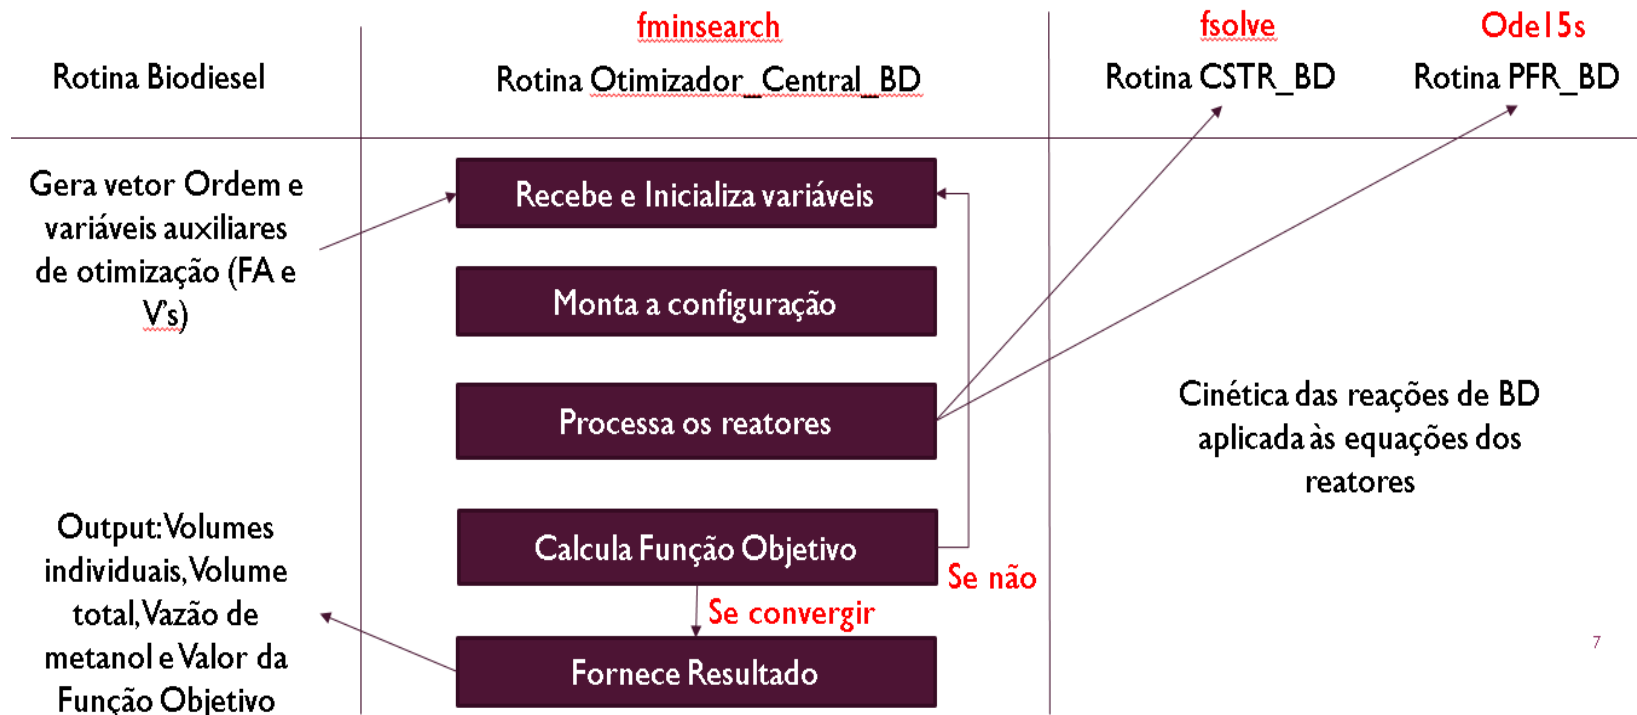 fminsearch
fsolve
Ode15s
Rotina Biodiesel
Rotina Otimizador_Central_BD
Rotina CSTR_BD
Rotina PFR_BD
Gera vetor Ordem e
variáveis auxiliares
de otimização (FA e
V's)
Recebe e Inicializa variáveis
Monta a configuração
Processa os reatores
Calcula Função Objetivo
Se não
Se convergir
Fornece Resultado
Cinética das reações de BD
aplicada às equações dos
reatores
Output: Volumes
individuais, Volume
total, Vazão de
metanol e Valor da
Função Objetivo
7